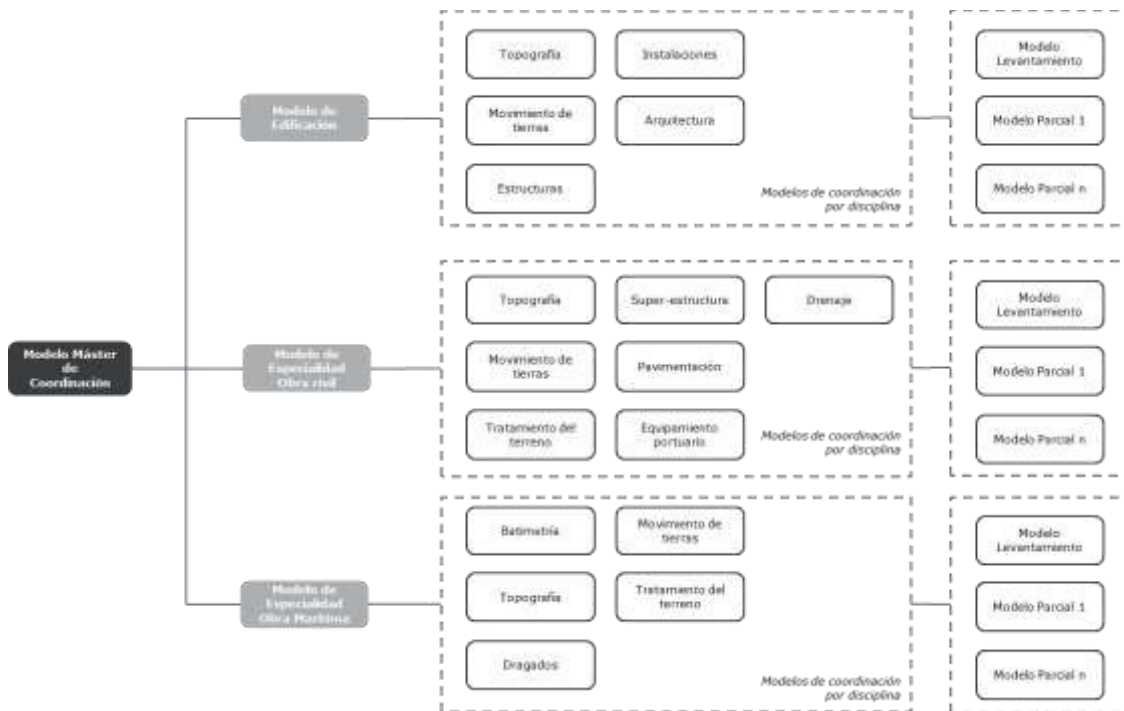 Modelo Máster
de
Coordinación
Modelo de
Edificación
Topografía
Instalaciones
Movimiento de
tierras
Arquitectura
Estructuras
Modelos de coordinación
por disciplina
Modelo
Levantamiento
Modelo Parcial 1
Modelo Parcial n
Modelo de
Especialidad
Obra civil
Topografía
Super-estructura
Drenaje
Movimiento de
tierras
Pavimentación
Tratamiento del
terreno
Equipamiento
portuario
Modelos de coordinación
por disciplina
Modelo
Levantamiento
Modelo Parcial 1
Modelo Parcial n
Modelo de
Especialidad
Obra Marítima
Batimetría
Movimiento de
tierras
Topografía
Tratamiento del
terreno
Dragados
Modelos de coordinación
por disciplina
Modelo
Levantamiento
Modelo Parcial 1
Modelo Parcial n